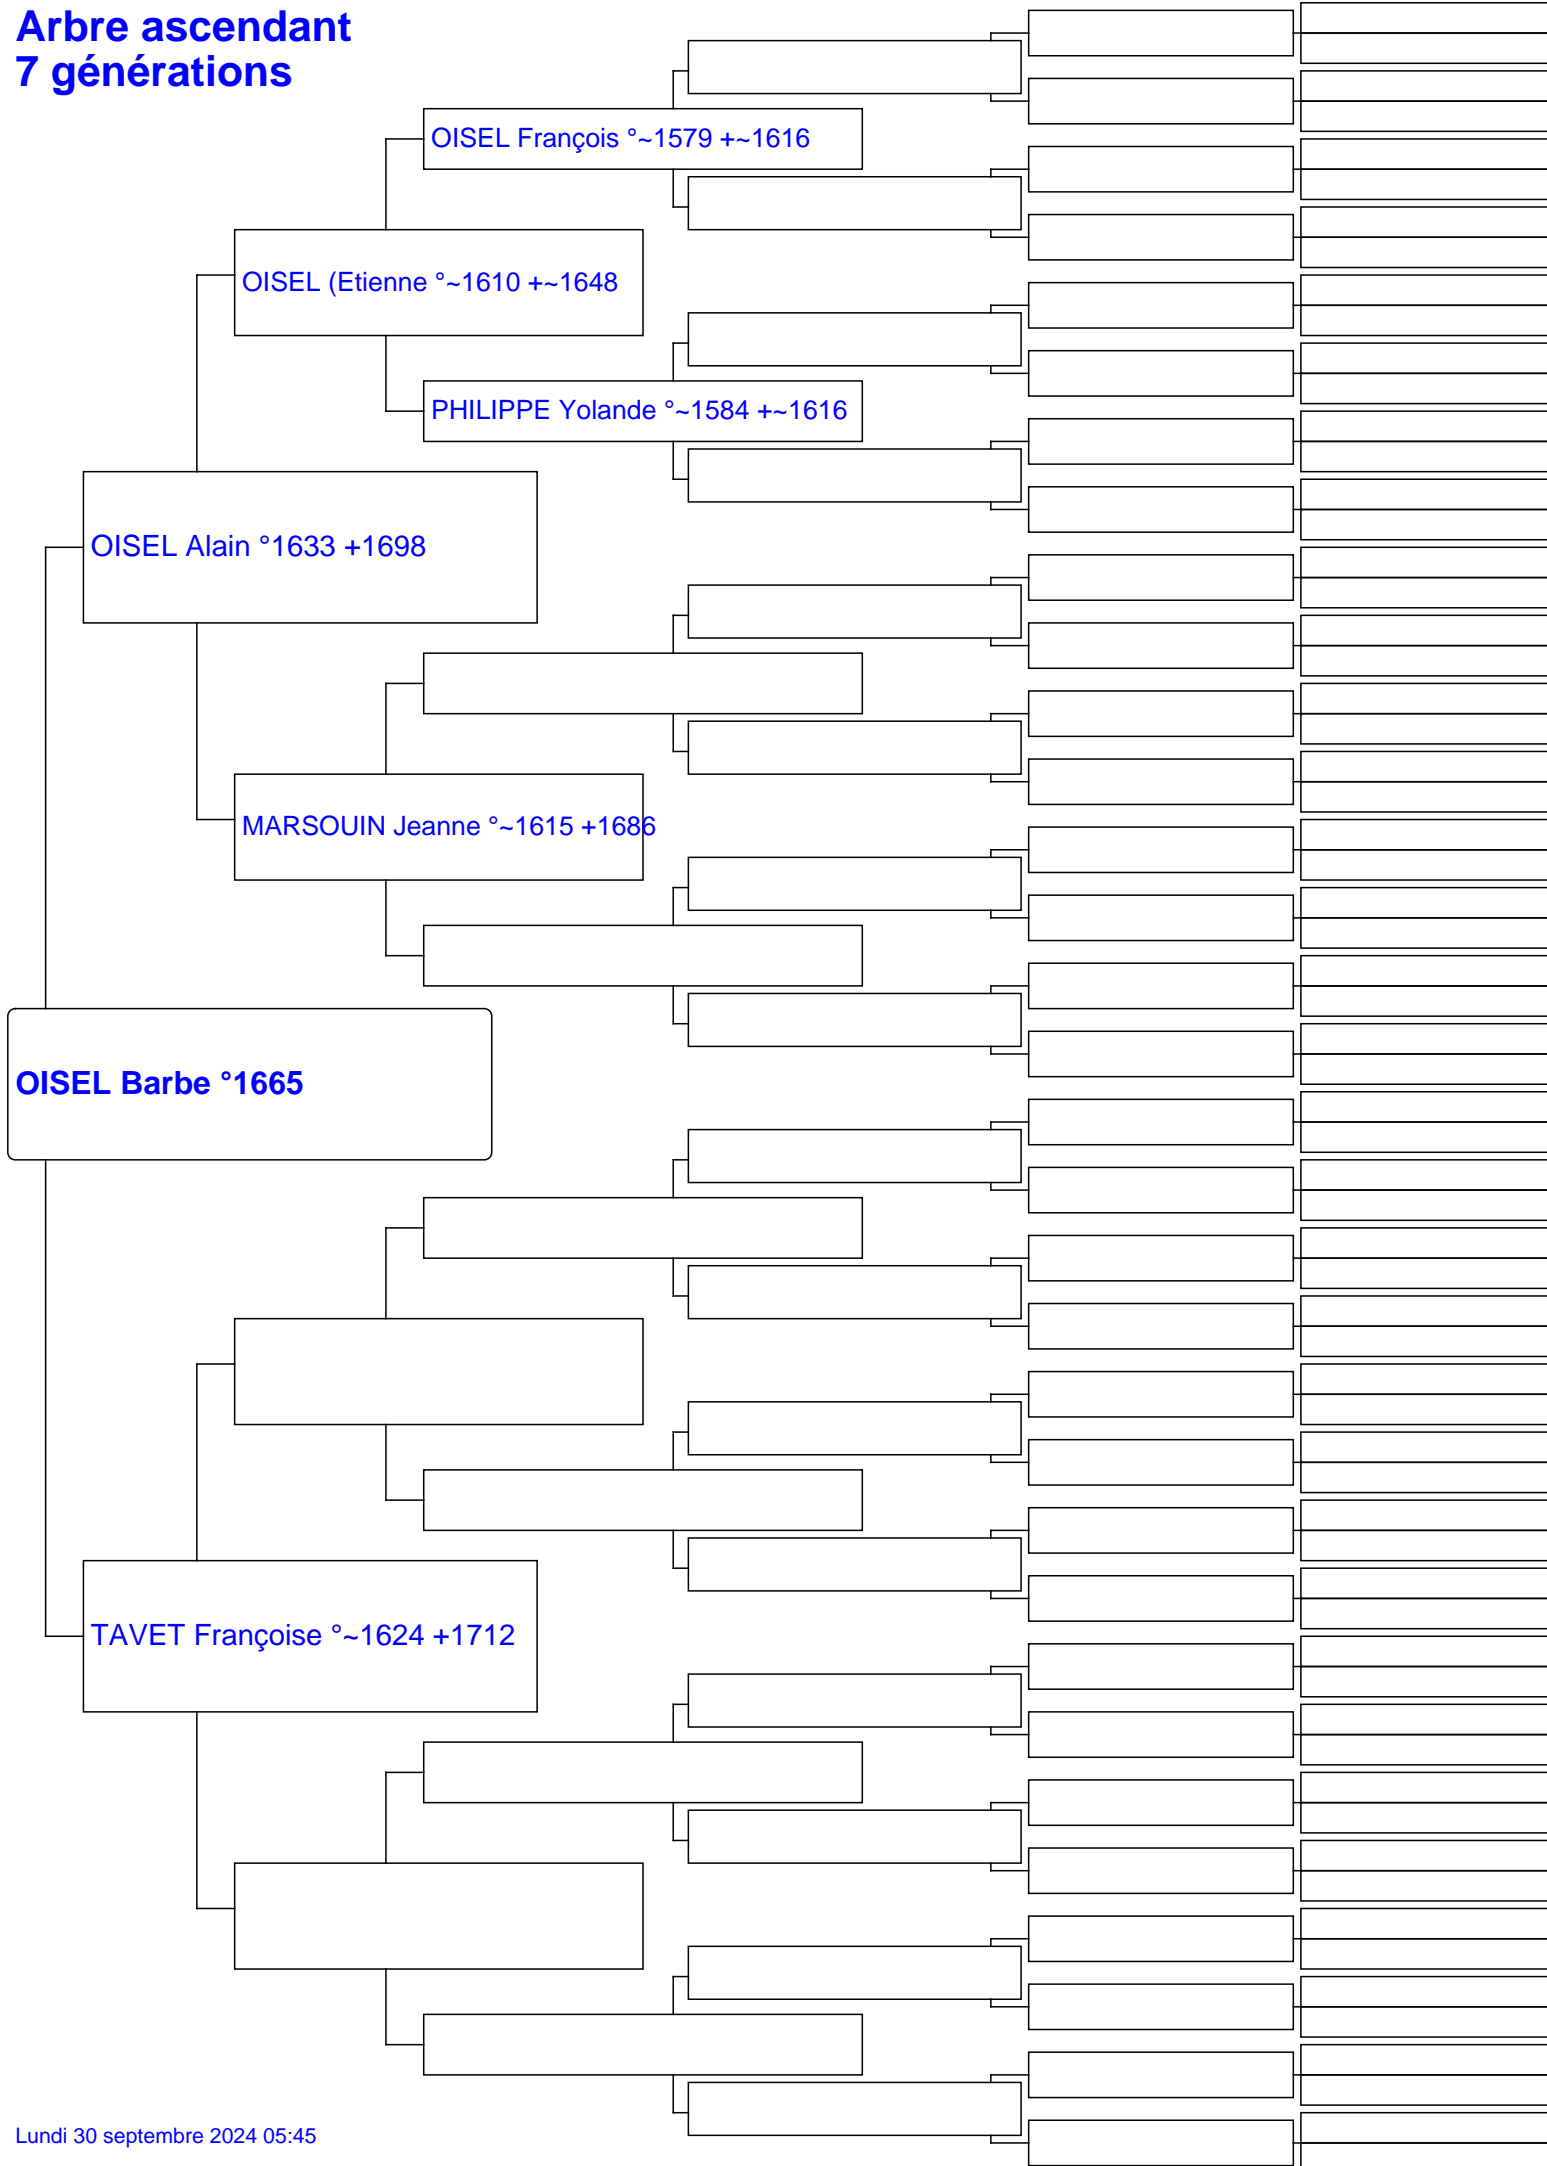 Arbre ascendant
7 générations
OISEL François °~1579 +~1616
OISEL (Etienne °~1610 +~1648
PHILIPPE Yolande °~1584 +~1616
OISEL Alain °1633 +1698
MARSOUIN Jeanne °~1615 +1686
OISEL Barbe °1665
TAVET Françoise °~1624 +1712
Lundi 30 septembre 2024 05:45